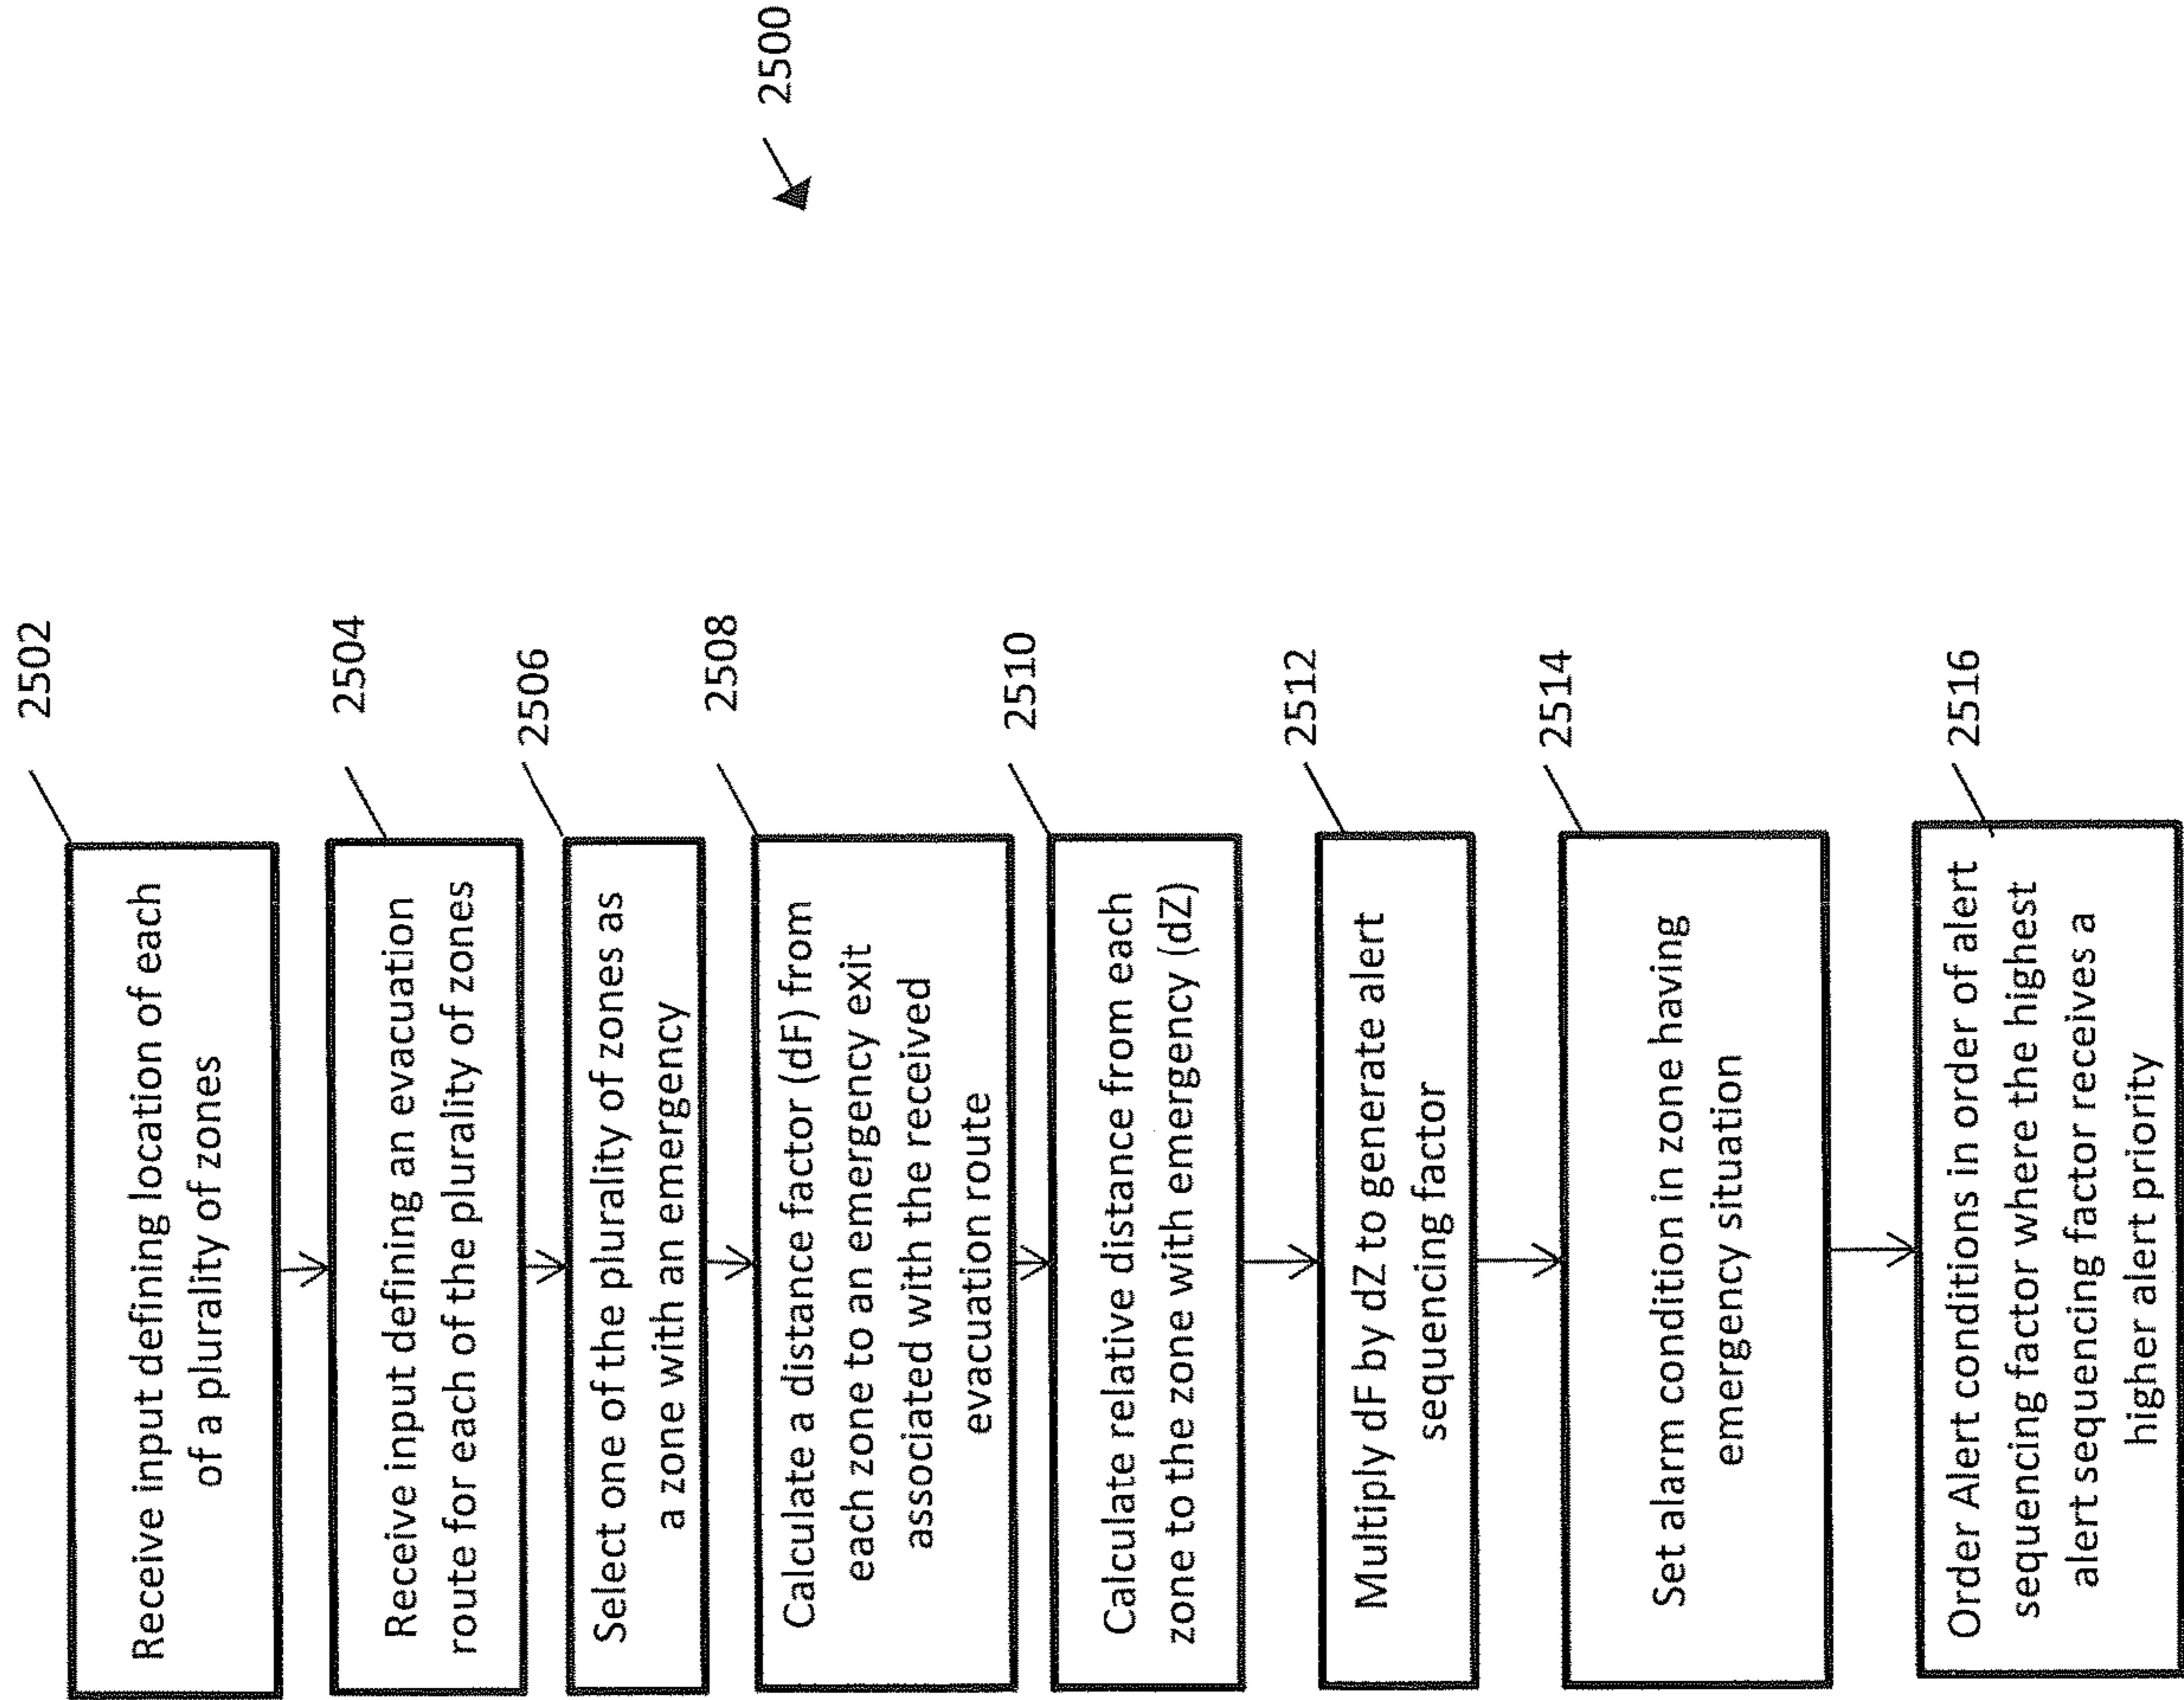 2502
Receive input defining location of each
of a plurality of zones
2504
Receive input defining an evacuation
route for each of the plurality of zones
2506
Select one of the plurality of zones as
a zone with an emergency
2508
Calculate a distance factor (dF) from
each zone to an emergency exit
associated with the received
evacuation route
2510
Calculate relative distance from each
zone to the zone with emergency (dZ)
2512
Multiply dF by dZ to generate alert
sequencing factor
2514
Set alarm condition in zone having
emergency situation
2516
Order Alert conditions in order of alert
sequencing factor where the highest
alert sequencing factor receives a
higher alert priority
2500